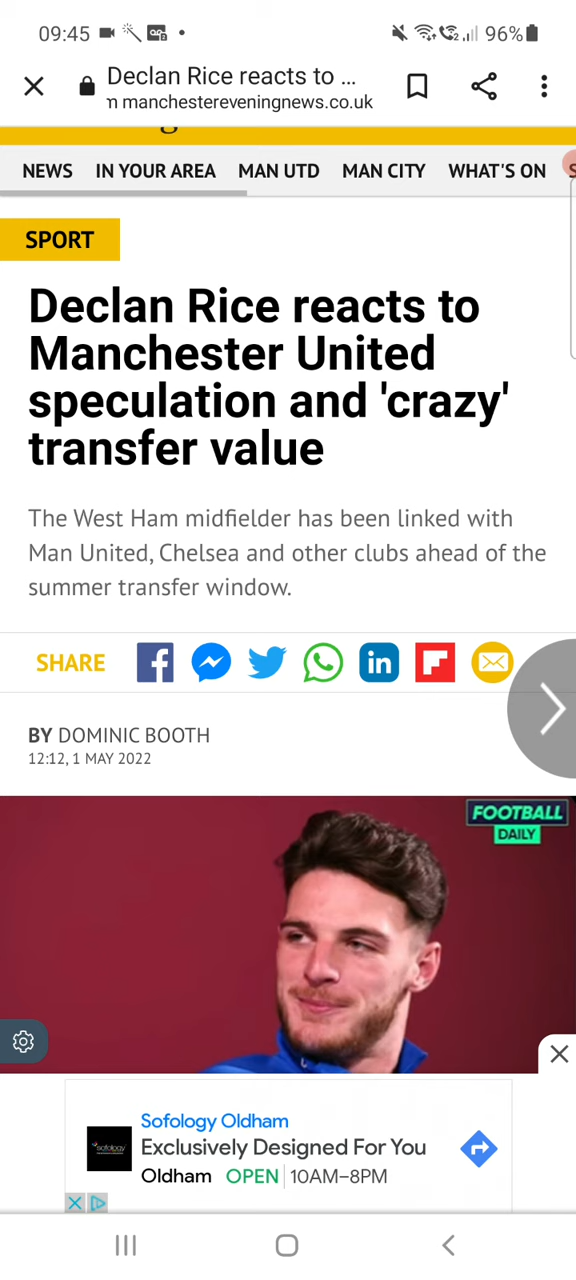 09:45
96%
Declan Rice reacts to ...
manchestereveningnews.co.uk
NEWS IN YOUR AREA MAN UTD MAN CITY WHAT'S ON
SPORT
Declan Rice reacts to
Manchester United
speculation and 'crazy'
transfer value
The West Ham midfielder has been linked with
Man United, Chelsea and other clubs ahead of the
summer transfer window.
SHARE
BY DOMINIC BOOTH
12:12, 1 MAY 2022
FOOTBALL
DAILY
Sofology Oldham
sofology
Exclusively Designed For You
Oldham OPEN 10AM–8PM